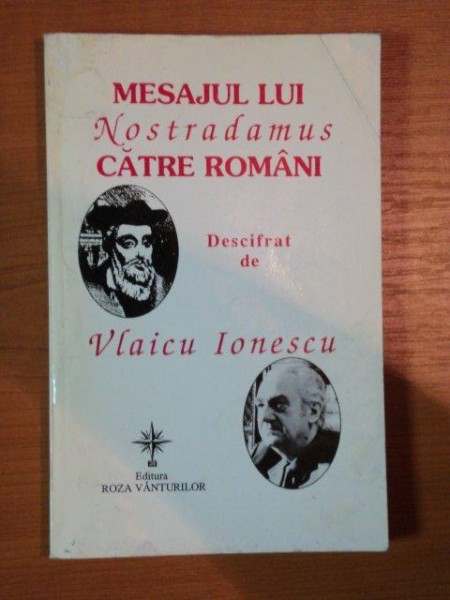 MESAJUL LUI
Nostradamus
CĂTRE ROMÂNI
Descifrat
de
Vlaicu Ionescu
Editura
ROZA VÂNTURILOR